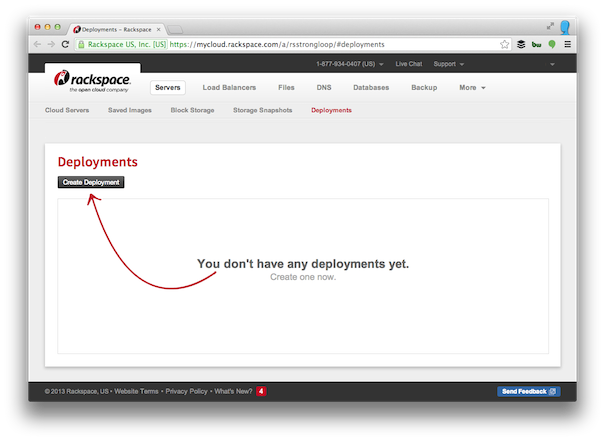 Deployments - Rackspace
Rackspace US, Inc. [US] https://mycloud.rackspace.com/a/rsstrongloop/#deployments
1-877-934-0407 (US) Live Chat Support
rackspace.
the open cloud company
Servers Load Balancers Files DNS Databases Backup More
Cloud Servers Saved Images Block Storage Storage Snapshots Deployments
Deployments
Create Deployment
You don't have any deployments yet.
Create one now.
© 2013 Rackspace, US • Website Terms • Privacy Policy • What's New? 4
Send Feedback